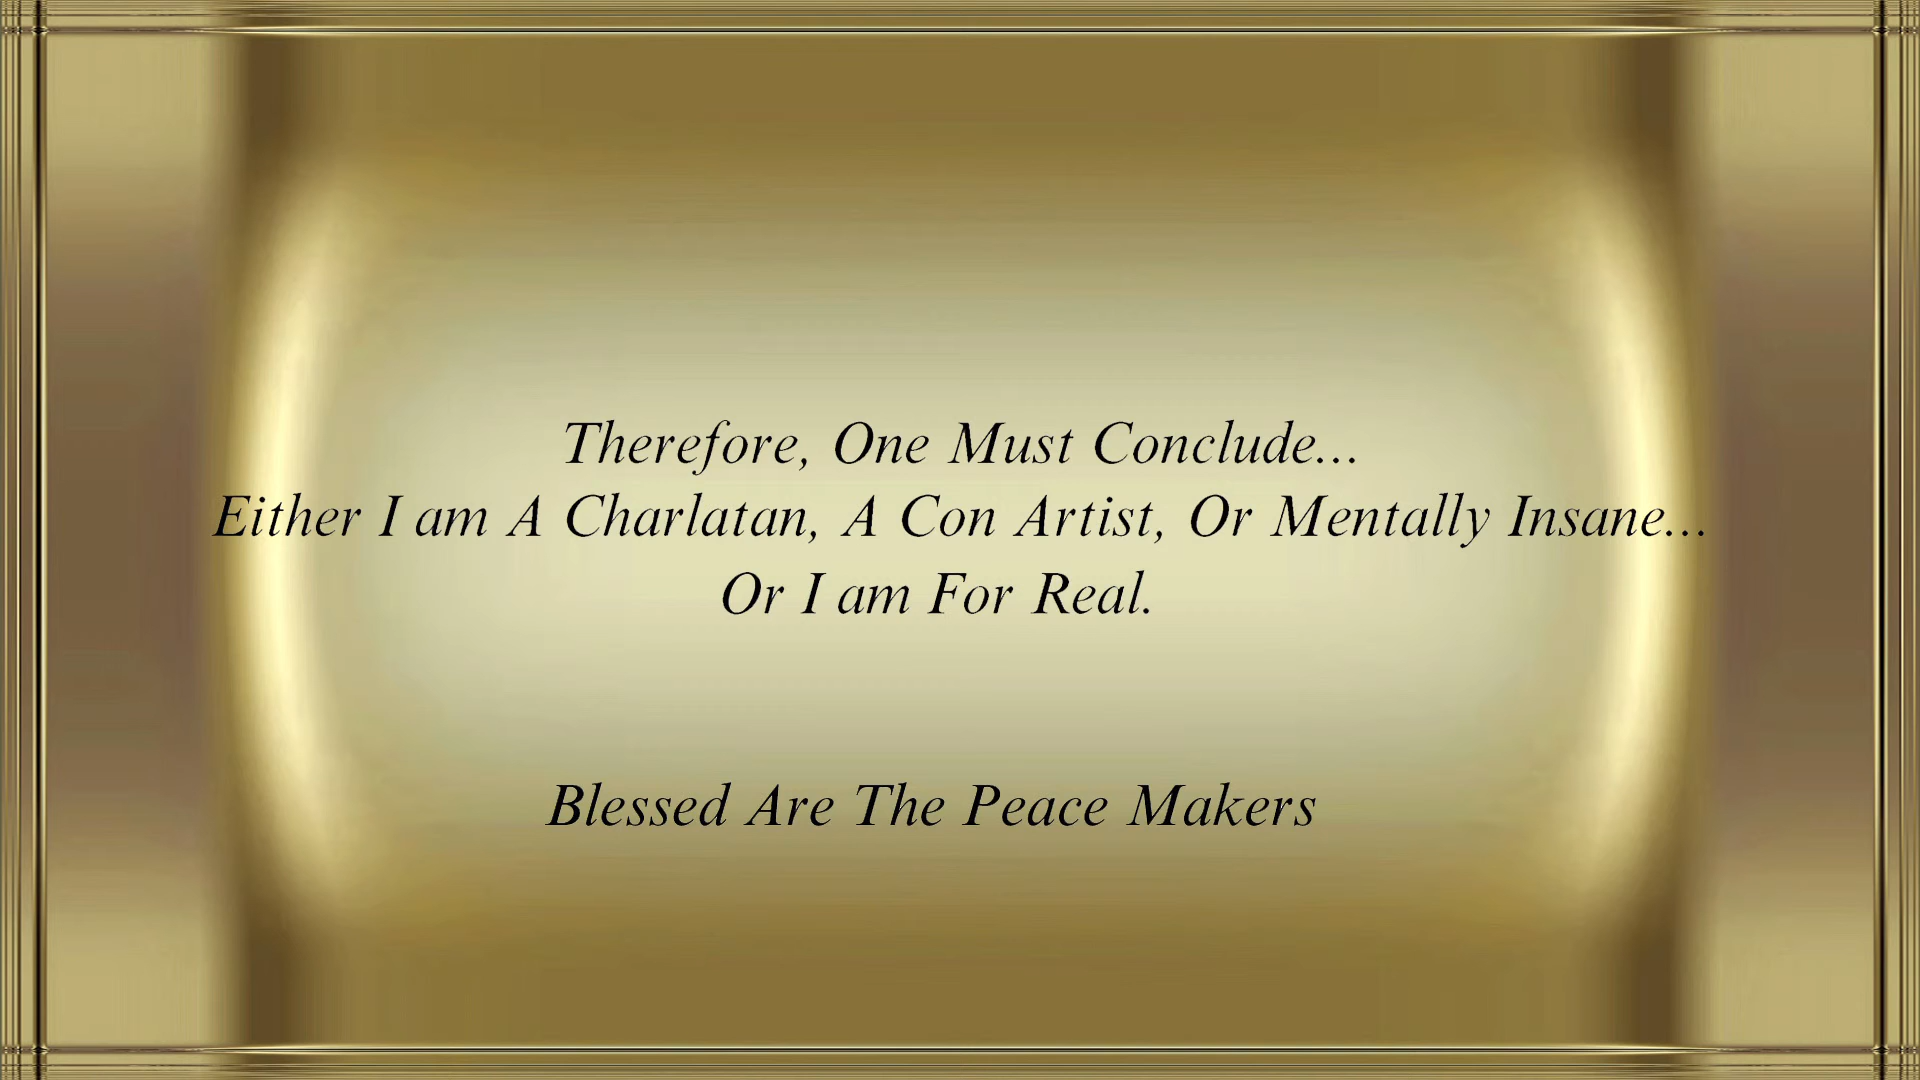 Therefore, One Must Conclude...
Either I am A Charlatan, A Con Artist, Or Mentally Insane...
Or I am For Real.
Blessed Are The Peace Makers